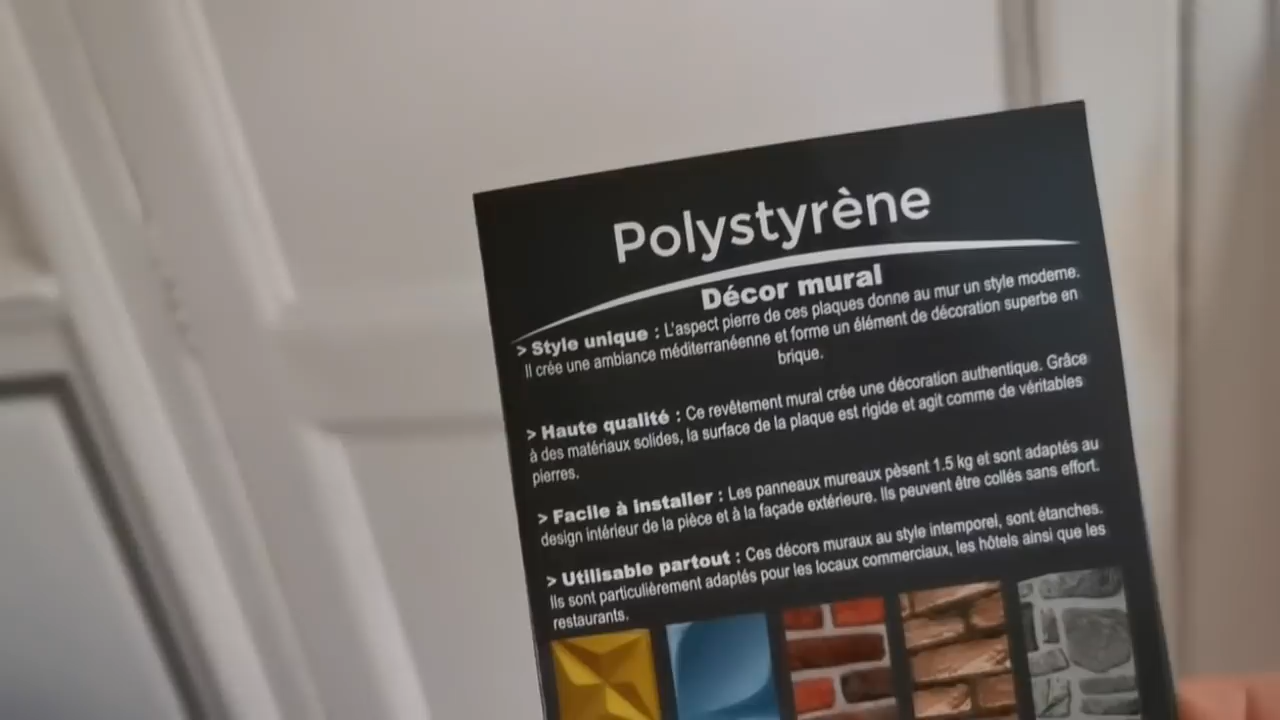 Polystyrène
Décor mural
> Style unique : L'aspect pierre de ces plaques donne au mur un style moderne.
Il crée une ambiance méditerranéenne et forme un élément de décoration superbe en
brique.
> Haute qualité : Ce revêtement mural crée une décoration authentique. Grâce
à des matériaux solides, la surface de la plaque est rigide et agit comme de véritables
pierres.
> Facile à installer : Les panneaux mureaux pèsent 1.5 kg et sont adaptés au
design intérieur de la pièce et à la façade extérieure. Ils peuvent être collés sans effort.
> Utilisable partout : Ces décors muraux au style intemporel, sont étanches.
Ils sont particulièrement adaptés pour les locaux commerciaux, les hôtels ainsi que les
restaurants.